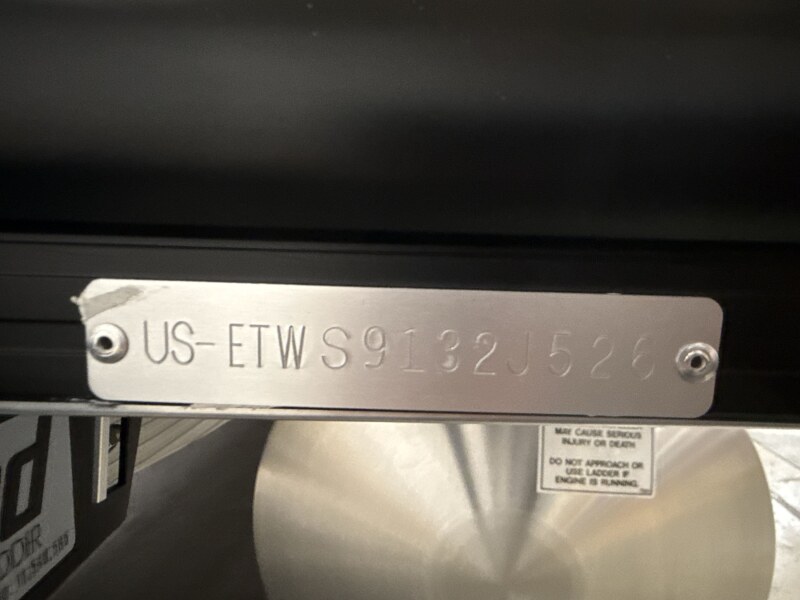 US-ETWS9132J526
MAY CAUSE SERIOUS
INJURY OR DEATH
DO NOT APPROACH OR
USE LADDER IF
ENGINE IS RUNNING.